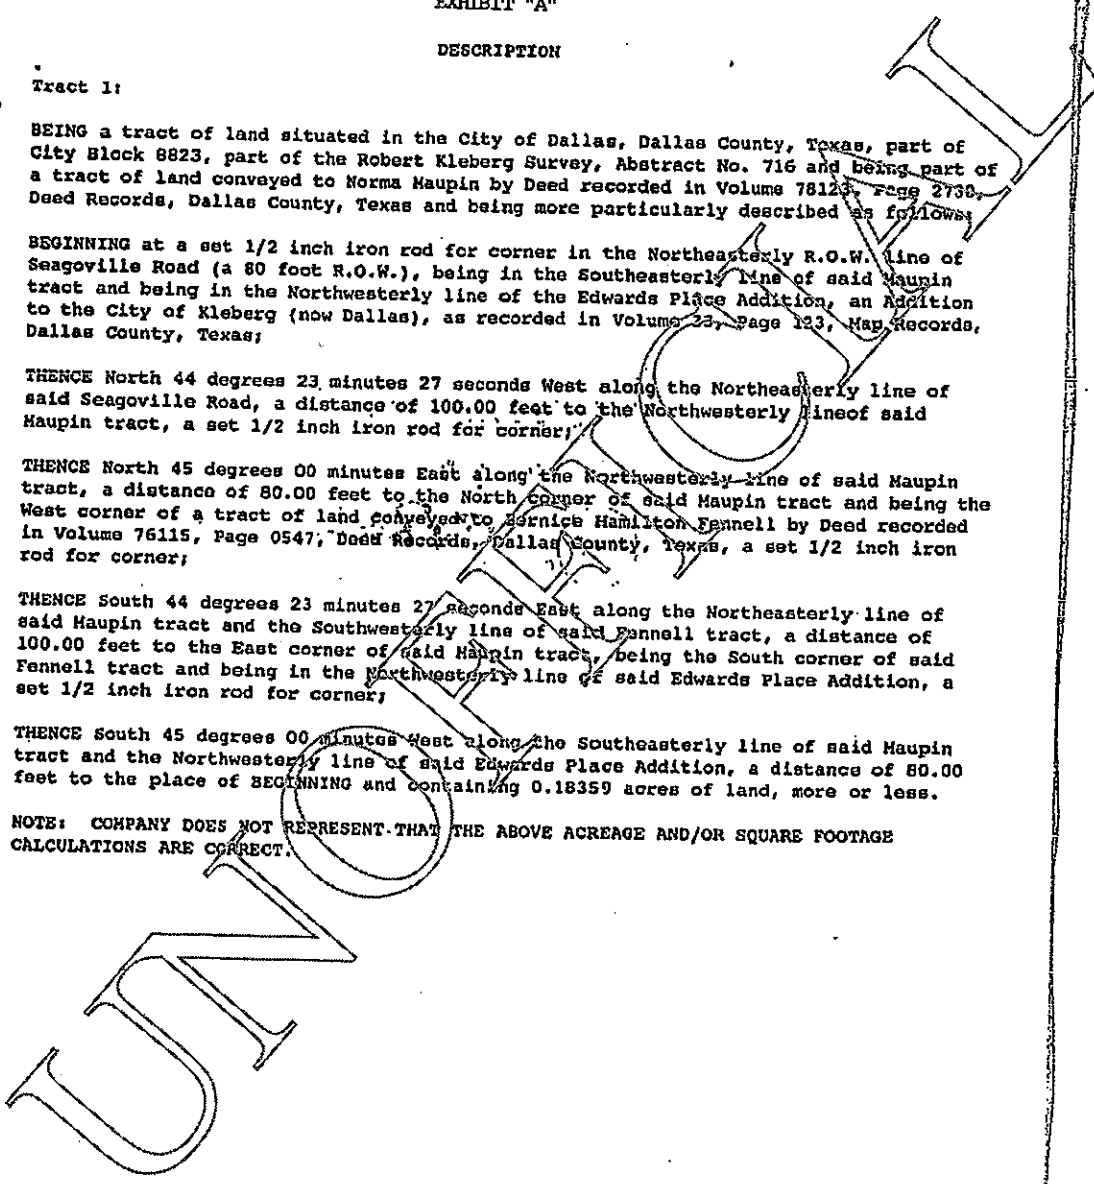 EXHIBIT "A"
DESCRIPTION
Tract 1:
BEING a tract of land situated in the City of Dallas, Dallas County, Texas, part of
City Block 8823, part of the Robert Kleberg Survey, Abstract No. 716 and being part of
a tract of land conveyed to Norma Maupin by Deed recorded in Volume 78123, Page 2730,
Deed Records, Dallas County, Texas and being more particularly described as follows:
BEGINNING at a set 1/2 inch iron rod for corner in the Northeasterly R.O.W. line of
Seagoville Road (a 80 foot R.O.W.), being in the Southeasterly line of said Maupin
tract and being in the Northwesterly line of the Edwards Place Addition, an Addition
to the City of Kleberg (now Dallas), as recorded in Volume 23, Page 123, Map Records,
Dallas County, Texas;
THENCE North 44 degrees 23 minutes 27 seconds West along the Northeasterly line of
said Seagoville Road, a distance of 100.00 feet to the Northwesterly lineof said
Maupin tract, a set 1/2 inch iron rod for corner;
THENCE North 45 degrees 00 minutes East along the Northwesterly line of said Maupin
tract, a distance of 80.00 feet to the North corner of said Maupin tract and being the
West corner of a tract of land conveyed to Bernice Hamilton Fennell by Deed recorded
in Volume 76115, Page 0547, Deed Records, Dallas County, Texas, a set 1/2 inch iron
rod for corner;
THENCE South 44 degrees 23 minutes 27 seconds East along the Northeasterly line of
said Maupin tract and the Southwesterly line of said Fennell tract, a distance of
100.00 feet to the East corner of said Maupin tract, being the South corner of said
Fennell tract and being in the Northwesterly line of said Edwards Place Addition, a
set 1/2 inch iron rod for corner;
THENCE South 45 degrees 00 minutes West along the Southeasterly line of said Maupin
tract and the Northwesterly line of said Edwards Place Addition, a distance of 80.00
feet to the place of BEGINNING and containing 0.18359 acres of land, more or less.
NOTE: COMPANY DOES NOT REPRESENT THAT THE ABOVE ACREAGE AND/OR SQUARE FOOTAGE
CALCULATIONS ARE CORRECT.
UNOFFICIAL